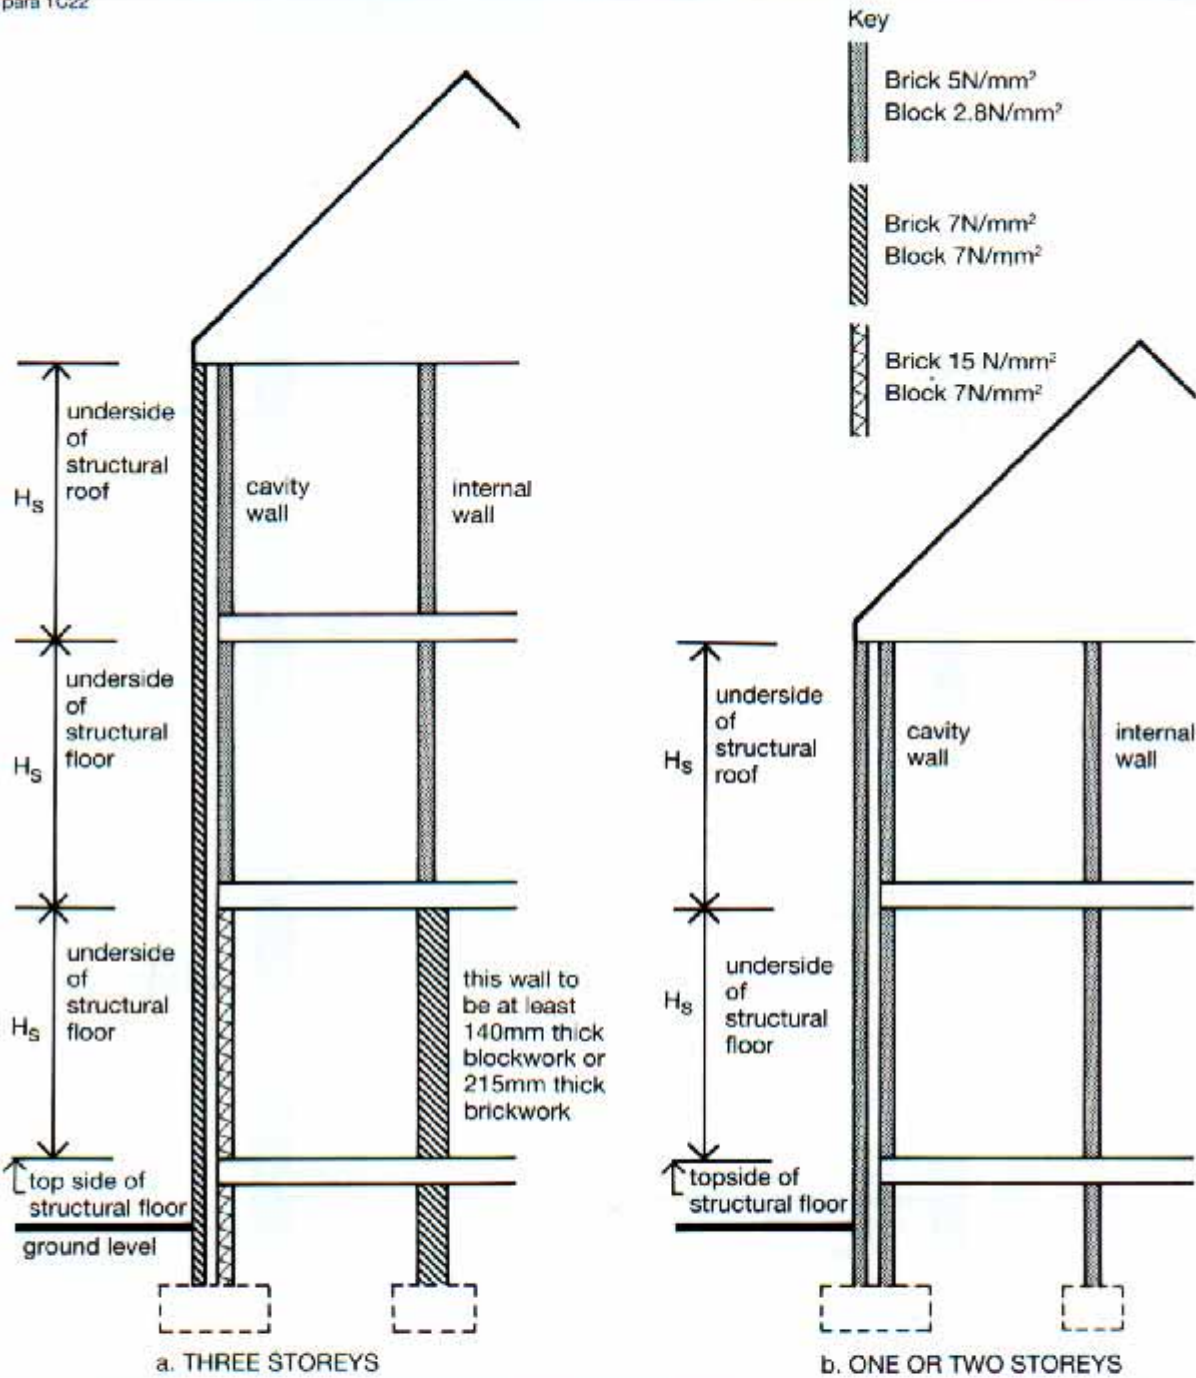 para 1C22
Key
Brick 5N/mm²
Block 2.8N/mm²
Brick 7N/mm²
Block 7N/mm²
Brick 15 N/mm²
Block 7N/mm²
underside
of
structural
roof
Hs
cavity
wall
internal
wall
underside
of
structural
floor
Hs
underside
of
structural
floor
Hs
this wall to
be at least
140mm thick
blockwork or
215mm thick
brickwork
top side of
structural floor
ground level
a. THREE STOREYS
underside
of
structural
roof
Hs
cavity
wall
internal
wall
underside
of
structural
floor
Hs
topside of
structural floor
b. ONE OR TWO STOREYS